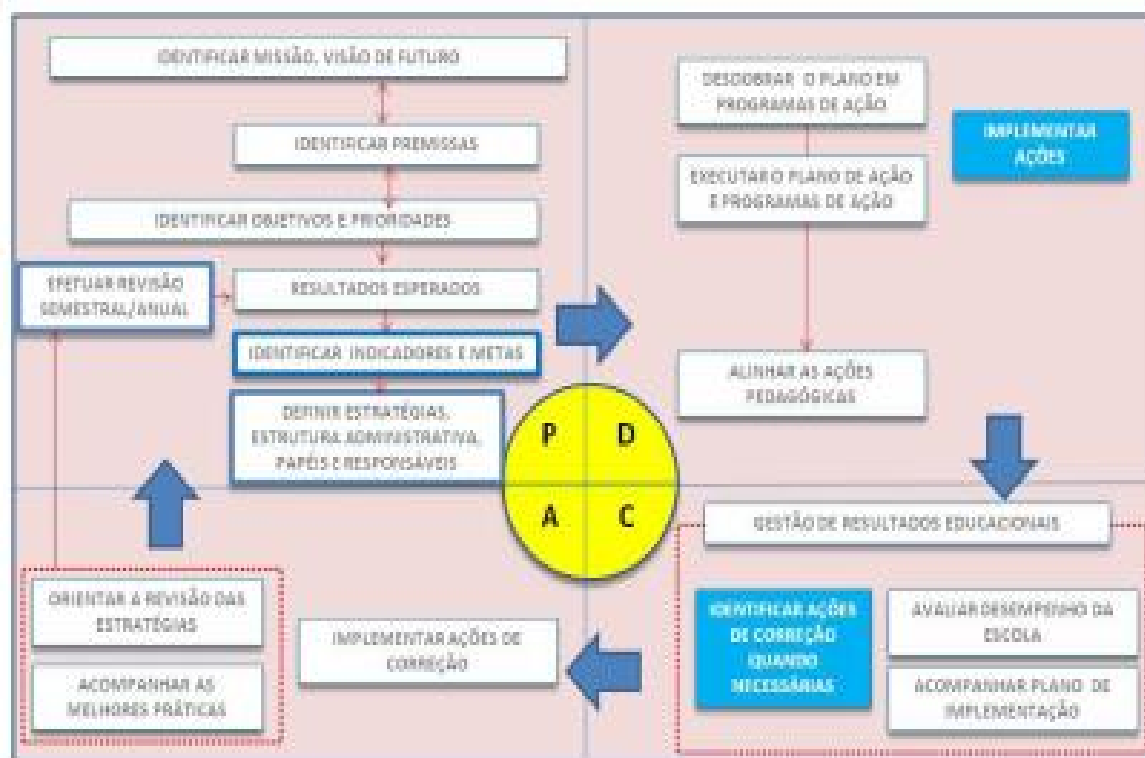 IDENTIFICAR MISSÃO, VISÃO DE FUTURO
IDENTIFICAR PREMISSAS
IDENTIFICAR OBJETIVOS E PRIORIDADES
EFETUAR REVISÃO
SEMESTRAL/ANUAL
RESULTADOS ESPERADOS
IDENTIFICAR INDICADORES E METAS
DEFINIR ESTRATÉGIAS,
ESTRUTURA ADMINISTRATIVA,
PAPÉIS E RESPONSÁVEIS
DESDOBRAR O PLANO EM
PROGRAMAS DE AÇÃO
IMPLEMENTAR
AÇÕES
EXECUTAR O PLANO DE AÇÃO
E PROGRAMAS DE AÇÃO
ALINHAR AS AÇÕES
PEDAGÓGICAS
P D
A C
GESTÃO DE RESULTADOS EDUCACIONAIS
IDENTIFICAR AÇÕES
DE CORREÇÃO
QUANDO
NECESSÁRIAS
AVALIAR DESEMPENHO DA
ESCOLA
ACOMPANHAR PLANO DE
IMPLEMENTAÇÃO
IMPLEMENTAR AÇÕES DE
CORREÇÃO
ORIENTAR A REVISÃO DAS
ESTRATÉGIAS
ACOMPANHAR AS
MELHORES PRÁTICAS